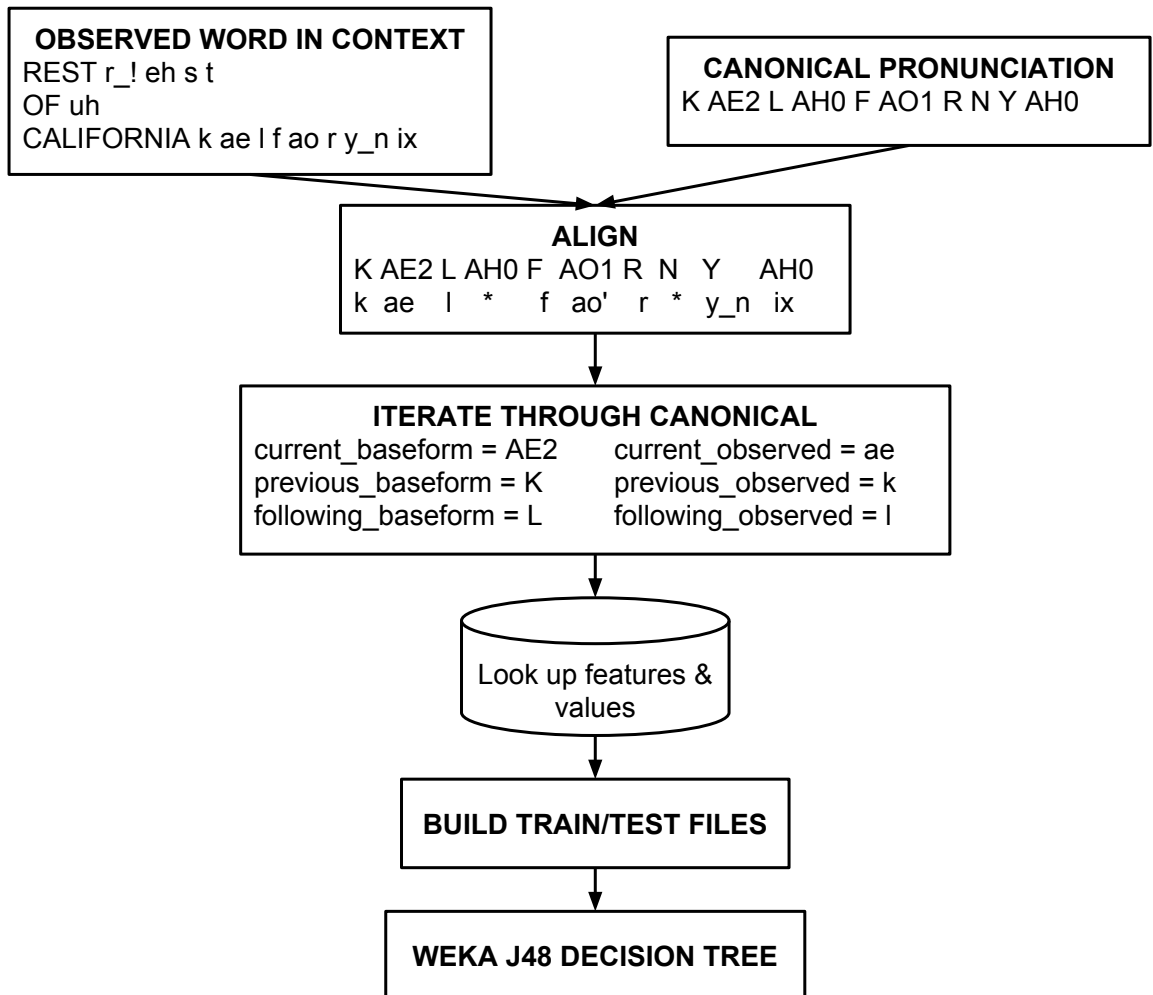 OBSERVED WORD IN CONTEXT
REST r_! eh s t
OF uh
CALIFORNIA k ae l f ao r y_n ix
CANONICAL PRONUNCIATION
K AE2 L AH0 F AO1 R N Y AH0
ALIGN
K AE2 L AH0 F AO1 R N Y AH0
k ae l * f ao' r * y_n ix
ITERATE THROUGH CANONICAL
current_baseform = AE2 current_observed = ae
previous_baseform = K previous_observed = k
following_baseform = L following_observed = l
Look up features &
values
BUILD TRAIN/TEST FILES
WEKA J48 DECISION TREE